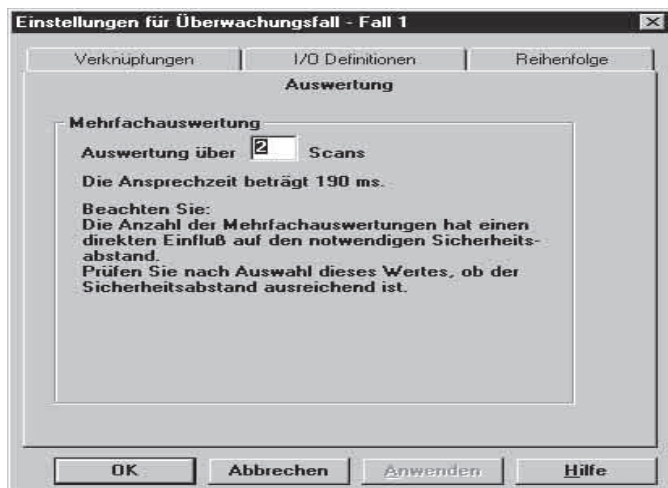 Einstellungen für Überwachungsfall - Fall 1
Verknüpfungen
I/O Definitionen
Reihenfolge
Auswertung
Mehrfachauswertung
Auswertung über 2 Scans
Die Ansprechzeit beträgt 190 ms.
Beachten Sie:
Die Anzahl der Mehrfachauswertungen hat einen
direkten Einfluß auf den notwendigen Sicherheits-
abstand.
Prüfen Sie nach Auswahl dieses Wertes, ob der
Sicherheitsabstand ausreichend ist.
OK
Abbrechen
Anwenden
Hilfe